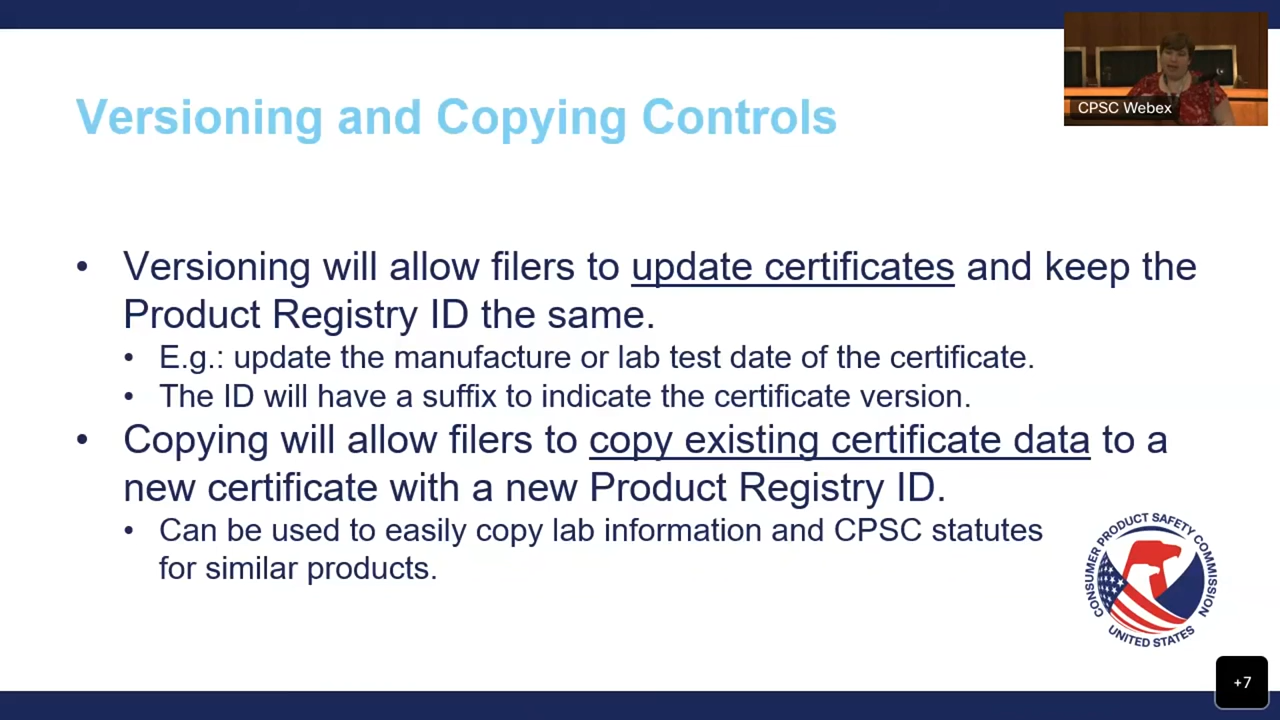 CPSC Webex
Versioning and Copying Controls
• Versioning will allow filers to update certificates and keep the
Product Registry ID the same.
• E.g.: update the manufacture or lab test date of the certificate.
• The ID will have a suffix to indicate the certificate version.
• Copying will allow filers to copy existing certificate data to a
new certificate with a new Product Registry ID.
• Can be used to easily copy lab information and CPSC statutes
for similar products.
CONSUMER PRODUCT SAFETY COMMISSION
UNITED STATES
+7